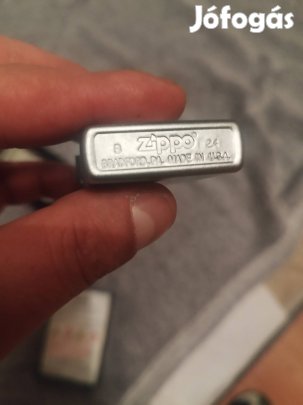 Jófogás
B Zippo 24
BRADFORD, PA. MADE IN U.S.A.